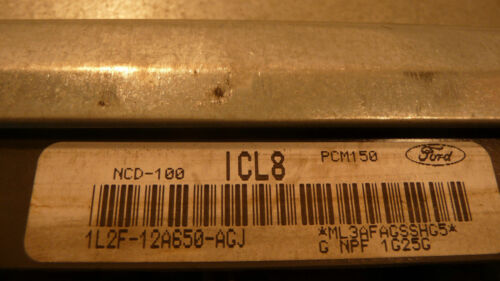 NCD-100 ICL8 PCM150 Ford
1L2F-12A650-AGJ *ML3AFAGSSHG5*
G NPF 1G25G